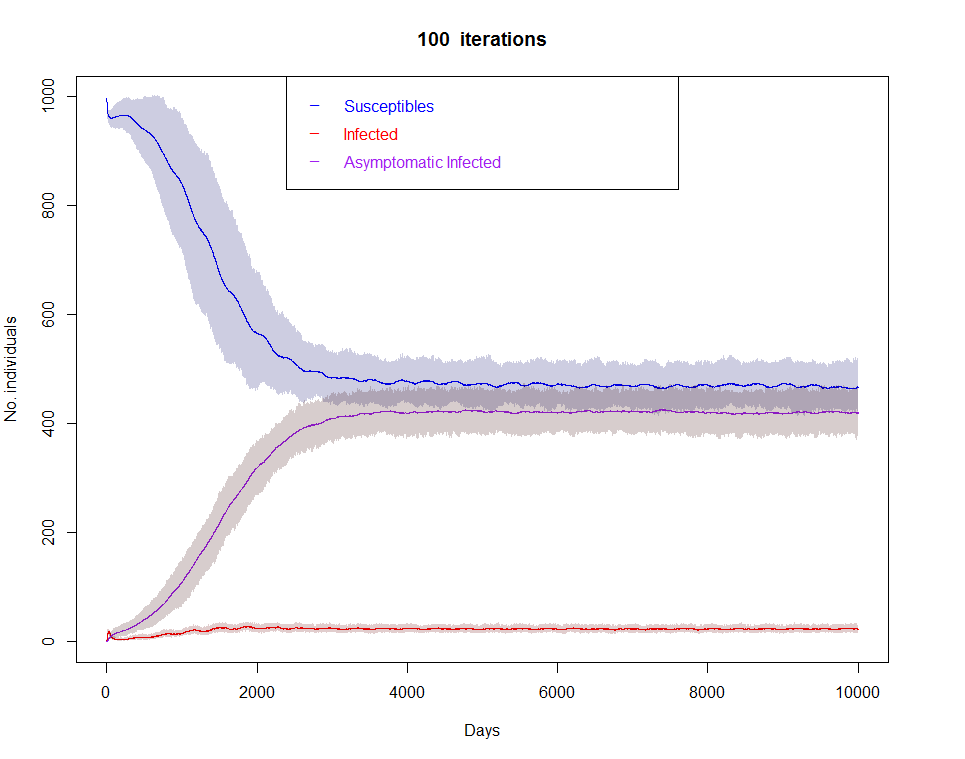 100 iterations
Susceptibles
Infected
Asymptomatic Infected
No. individuals
1000
800
600
400
200
0
0 2000 4000 6000 8000 10000
Days